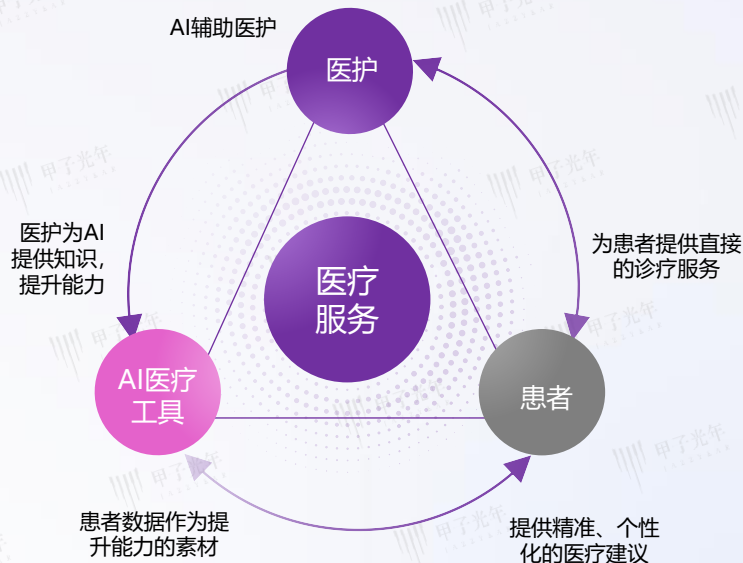 AI辅助医护
医护
医护为AI
提供知识，
提升能力
为患者提供直接
的诊疗服务
医疗
服务
AI医疗
工具
患者
患者数据作为提
升能力的素材
提供精准、个性
化的医疗建议
甲子光年